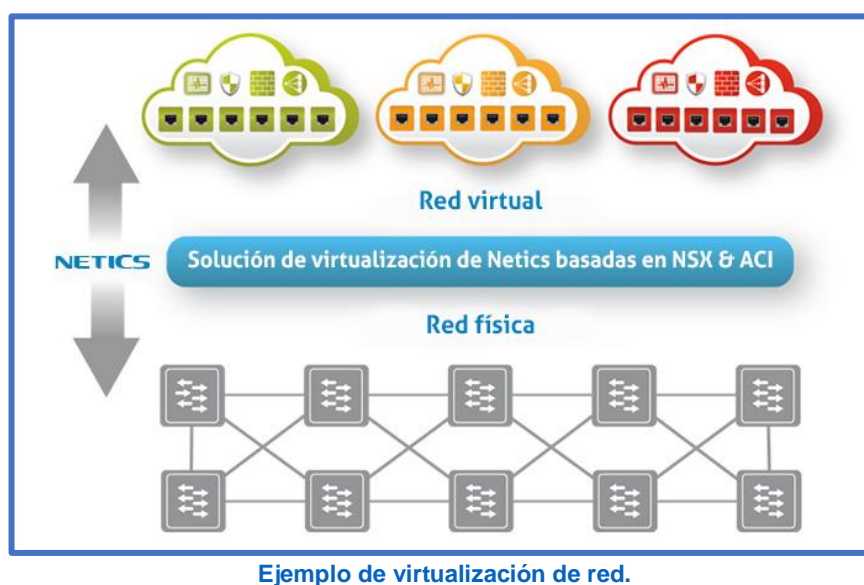 Red virtual
NETICS
Solución de virtualización de Netics basadas en NSX & ACI
Red física
Ejemplo de virtualización de red.